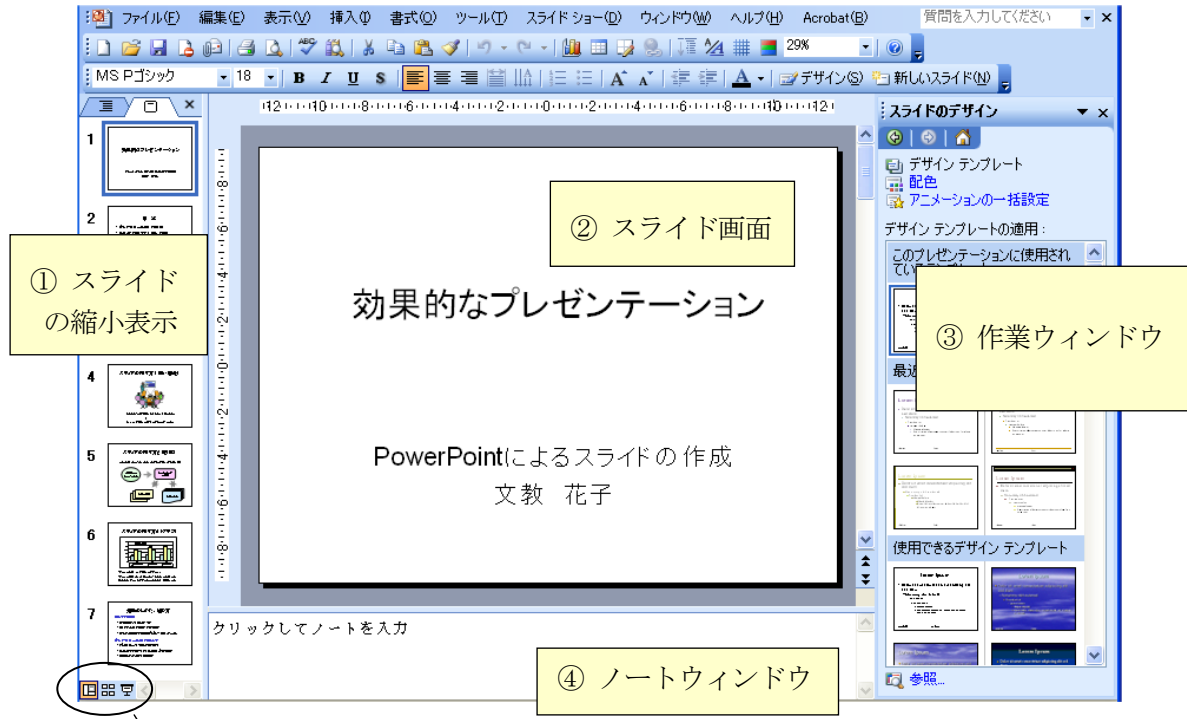 ファイル(F) 編集(E) 表示(V) 挿入(I) 書式(O) ツール(T) スライド ショー(D) ウィンドウ(W) ヘルプ(H) Acrobat(B) 質問を入力してください
29%
MS Pゴシック 18 B I U S デザイン(S) 新しいスライド(N)
スライドのデザイン
デザイン テンプレート
配色
アニメーションの一括設定
デザイン テンプレートの適用:
このプレゼンテーションに使用され
1
2
4
5
6
7
① スライド
の縮小表示
② スライド画面
効果的なプレゼンテーション
PowerPointによるスライドの作成
文教 花子
③ 作業ウィンドウ
使用できるデザイン テンプレート
クリックしてノートを入力
④ ノートウィンドウ
参照...